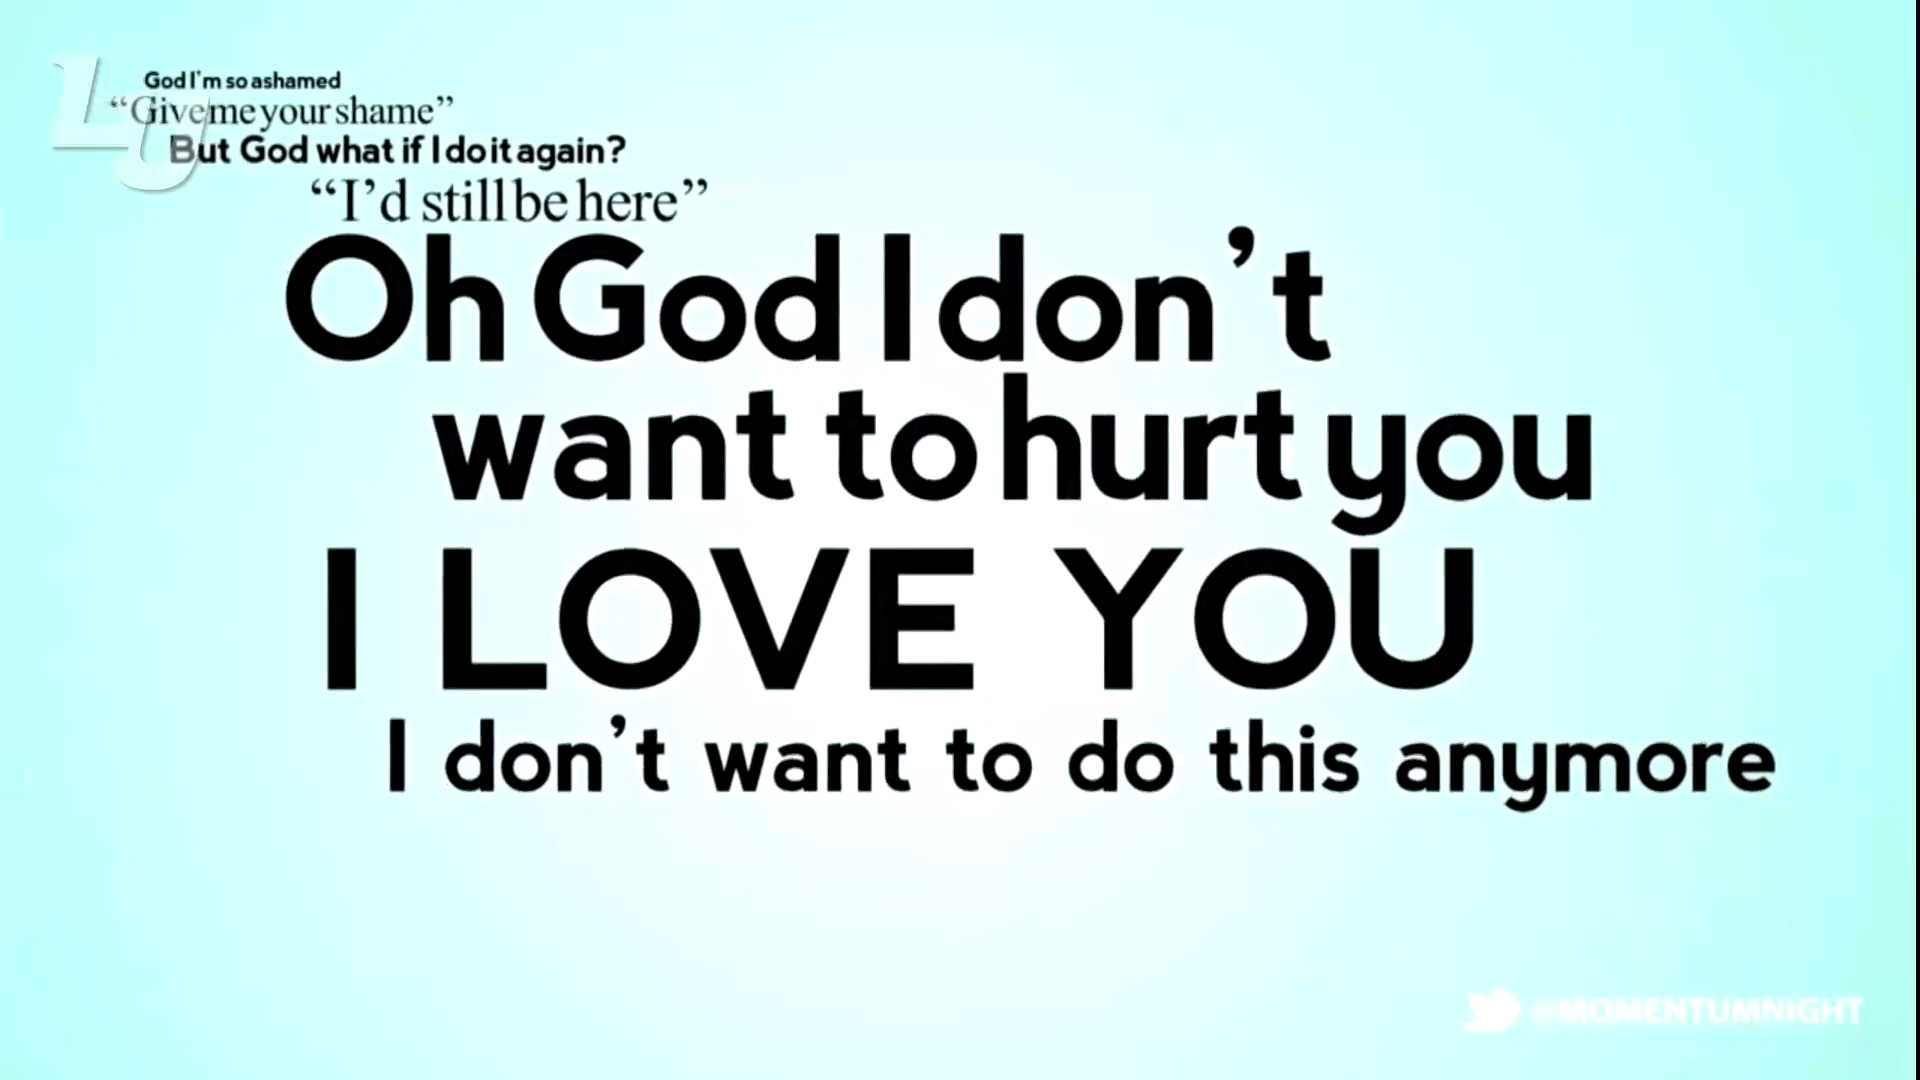 LU
God I'm so ashamed
“Give me your shame”
But God what if I do it again?
“I’d still be here”
Oh God I don’t
want to hurt you
I LOVE YOU
I don’t want to do this anymore
@MOMENTUMNIGHT